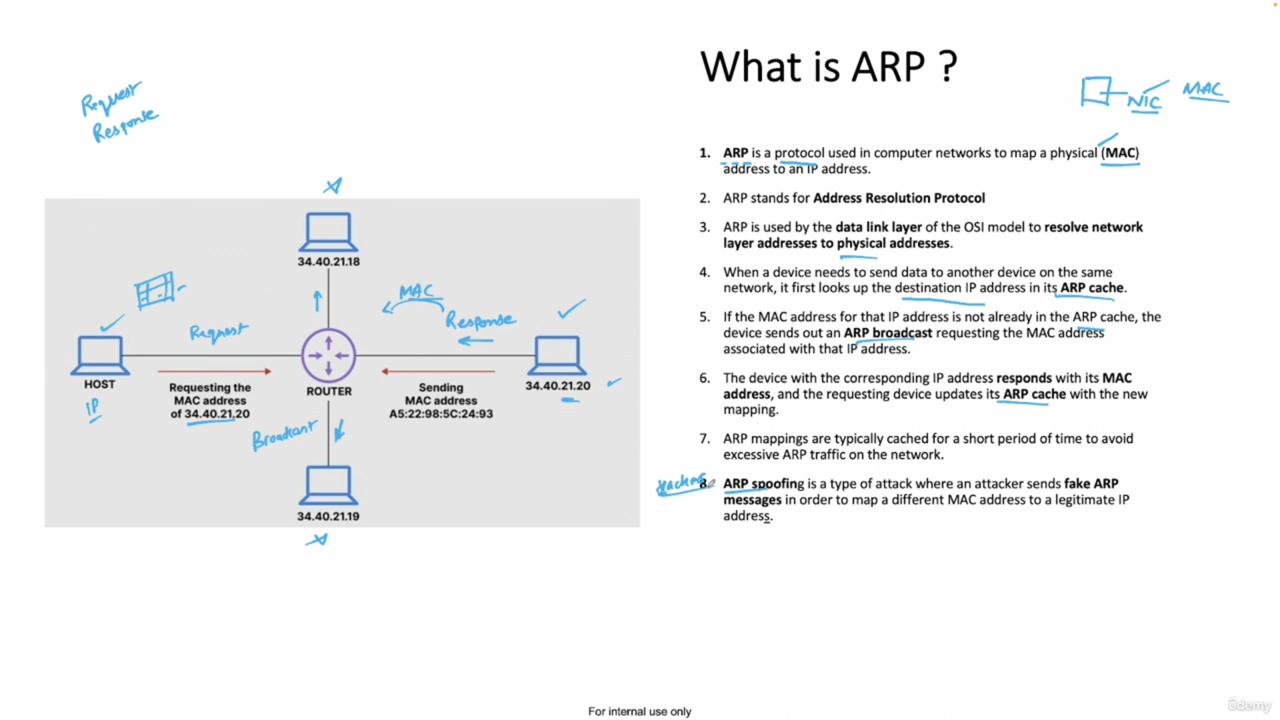 What is ARP ?
NIC
MAC
Request
Response
1. ARP is a protocol used in computer networks to map a physical (MAC)
address to an IP address.
2. ARP stands for Address Resolution Protocol
3. ARP is used by the data link layer of the OSI model to resolve network
layer addresses to physical addresses.
4. When a device needs to send data to another device on the same
network, it first looks up the destination IP address in its ARP cache.
5. If the MAC address for that IP address is not already in the ARP cache, the
device sends out an ARP broadcast requesting the MAC address
associated with that IP address.
6. The device with the corresponding IP address responds with its MAC
address, and the requesting device updates its ARP cache with the new
mapping.
7. ARP mappings are typically cached for a short period of time to avoid
excessive ARP traffic on the network.
8. ARP spoofing is a type of attack where an attacker sends fake ARP
messages in order to map a different MAC address to a legitimate IP
address.
34.40.21.18
MAC
Request
Response
HOST
IP
Requesting the
MAC address
of 34.40.21.20
ROUTER
Sending
MAC address
A5:22:98:5C:24:93
34.40.21.20
Broadcast
34.40.21.19
For internal use only
ûdemy